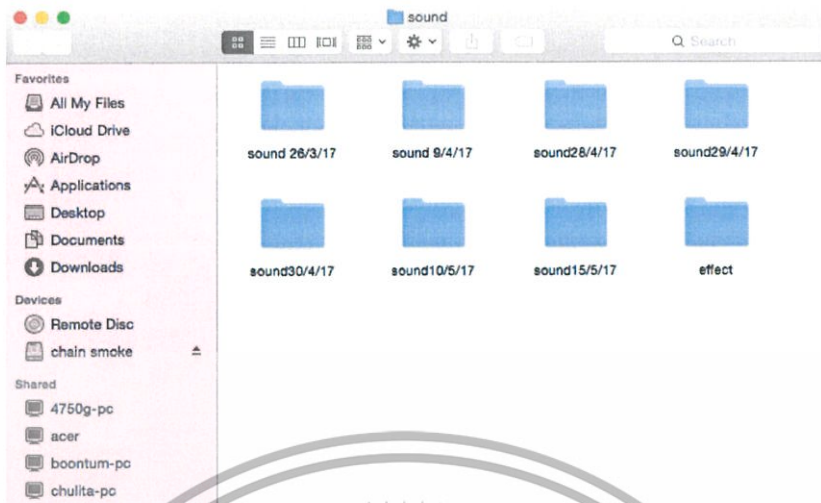 sound
Search
Favorites
All My Files
iCloud Drive
AirDrop
Applications
Desktop
Documents
Downloads
Devices
Remote Disc
chain smoke
Shared
4750g-pc
acer
boontum-pc
chulita-pc
sound 26/3/17
sound 9/4/17
sound28/4/17
sound29/4/17
sound30/4/17
sound10/5/17
sound15/5/17
effect